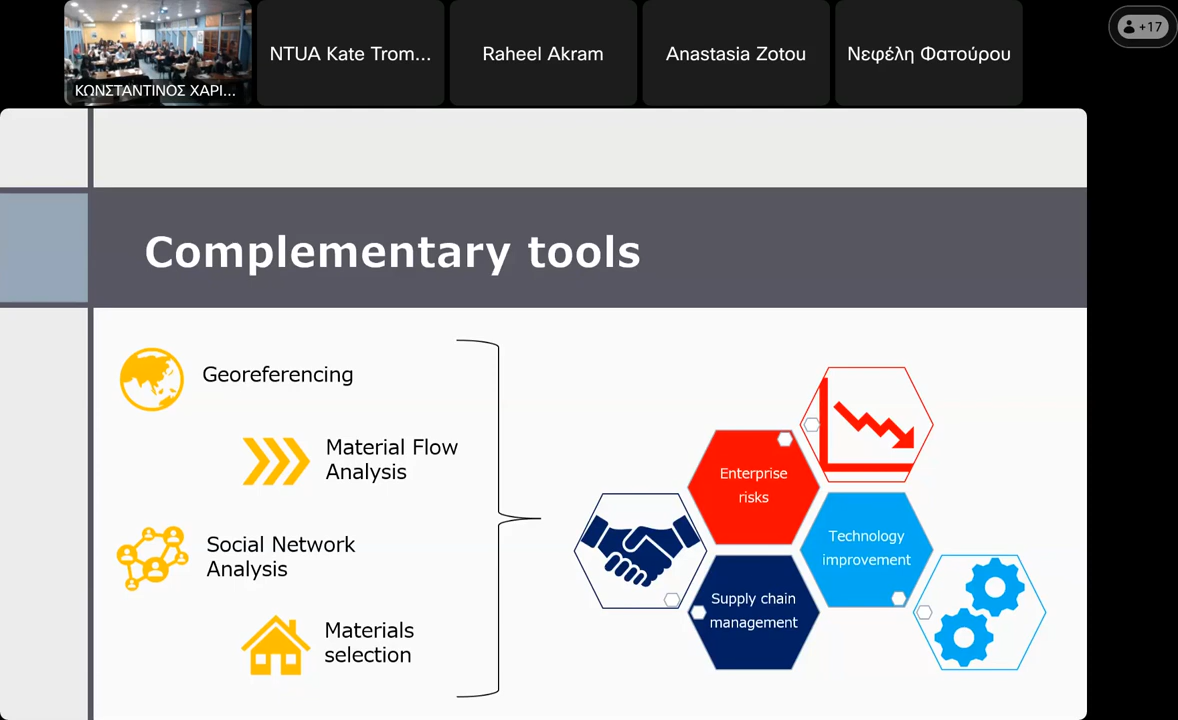 ΚΩΝΣΤΑΝΤΙΝΟΣ ΧΑΡΙ...
NTUA Kate Trom...
Raheel Akram
Anastasia Zotou
Νεφέλη Φατούρου
+17
Complementary tools
Georeferencing
Material Flow
Analysis
Social Network
Analysis
Materials
selection
Enterprise
risks
Technology
improvement
Supply chain
management